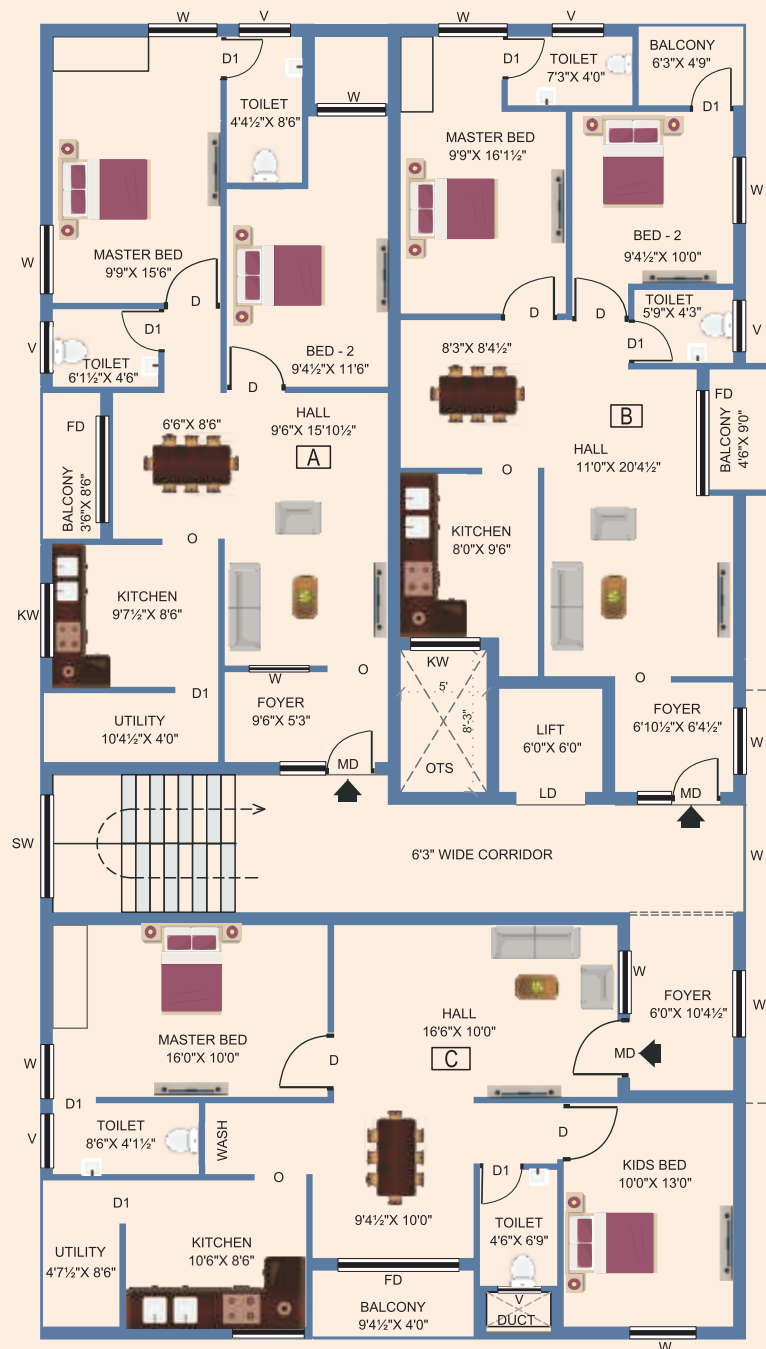 W
V
W
V
D1
TOILET
4'4½"X 8'6"
W
MASTER BED
9'9"X 15'6"
W
D
BED - 2
9'4½"X 11'6"
D
V
D1
TOILET
6'1½"X 4'6"
D1
TOILET
7'3"X 4'0"
BALCONY
6'3"X 4'9"
D1
MASTER BED
9'9"X 16'1½"
W
BED - 2
9'4½"X 10'0"
D
D
TOILET
5'9"X 4'3"
D1
V
FD
BALCONY
3'6"X 8'6"
6'6"X 8'6"
HALL
9'6"X 15'10½"
A
O
KW
KITCHEN
9'7½"X 8'6"
D1
UTILITY
10'4½"X 4'0"
W
O
FOYER
9'6"X 5'3"
MD
8'3"X 8'4½"
B
HALL
11'0"X 20'4½"
FD
BALCONY
4'6"X 9'0"
O
KITCHEN
8'0"X 9'6"
KW
5'
8'-3"
OTS
LIFT
6'0"X 6'0"
LD
O
FOYER
6'10½"X 6'4½"
W
MD
SW
6'3" WIDE CORRIDOR
W
MASTER BED
16'0"X 10'0"
D
W
D1
V
TOILET
8'6"X 4'1½"
WASH
HALL
16'6"X 10'0"
C
W
FOYER
6'0"X 10'4½"
W
MD
D
KIDS BED
10'0"X 13'0"
D1
TOILET
4'6"X 6'9"
O
9'4½"X 10'0"
D1
UTILITY
4'7½"X 8'6"
KITCHEN
10'6"X 8'6"
FD
BALCONY
9'4½"X 4'0"
V
DUCT
W